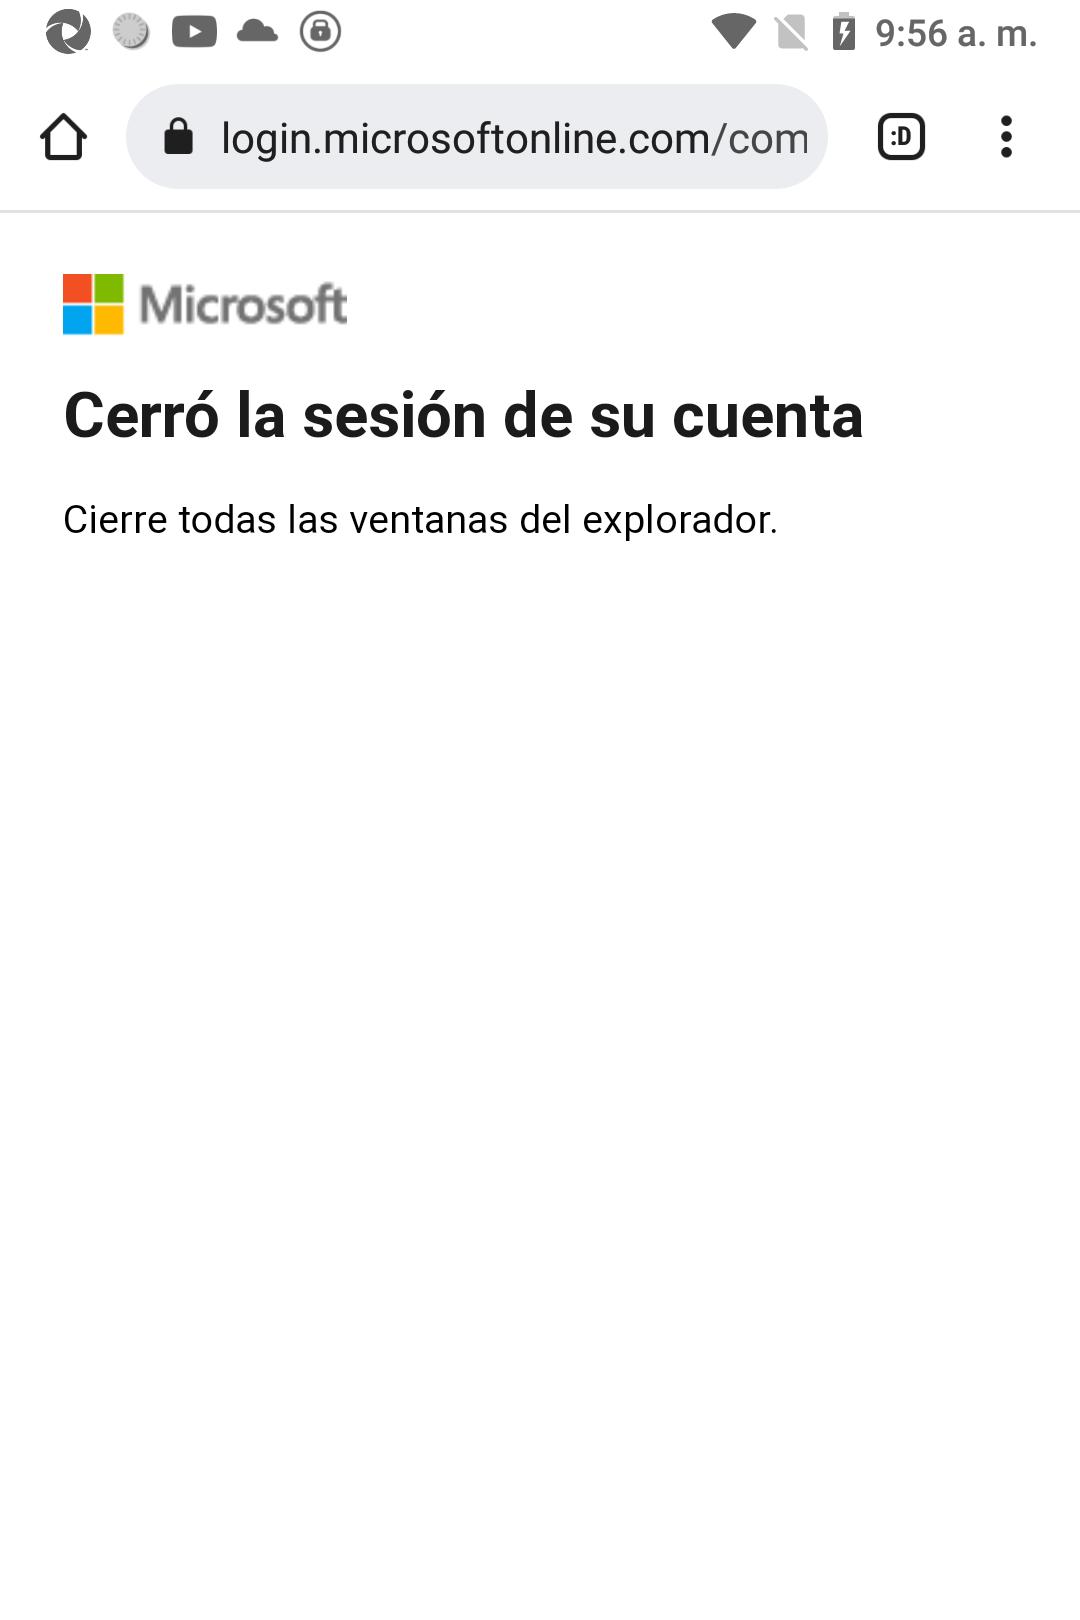 9:56 a. m.
login.microsoftonline.com/com
:D
Microsoft
Cerró la sesión de su cuenta
Cierre todas las ventanas del explorador.